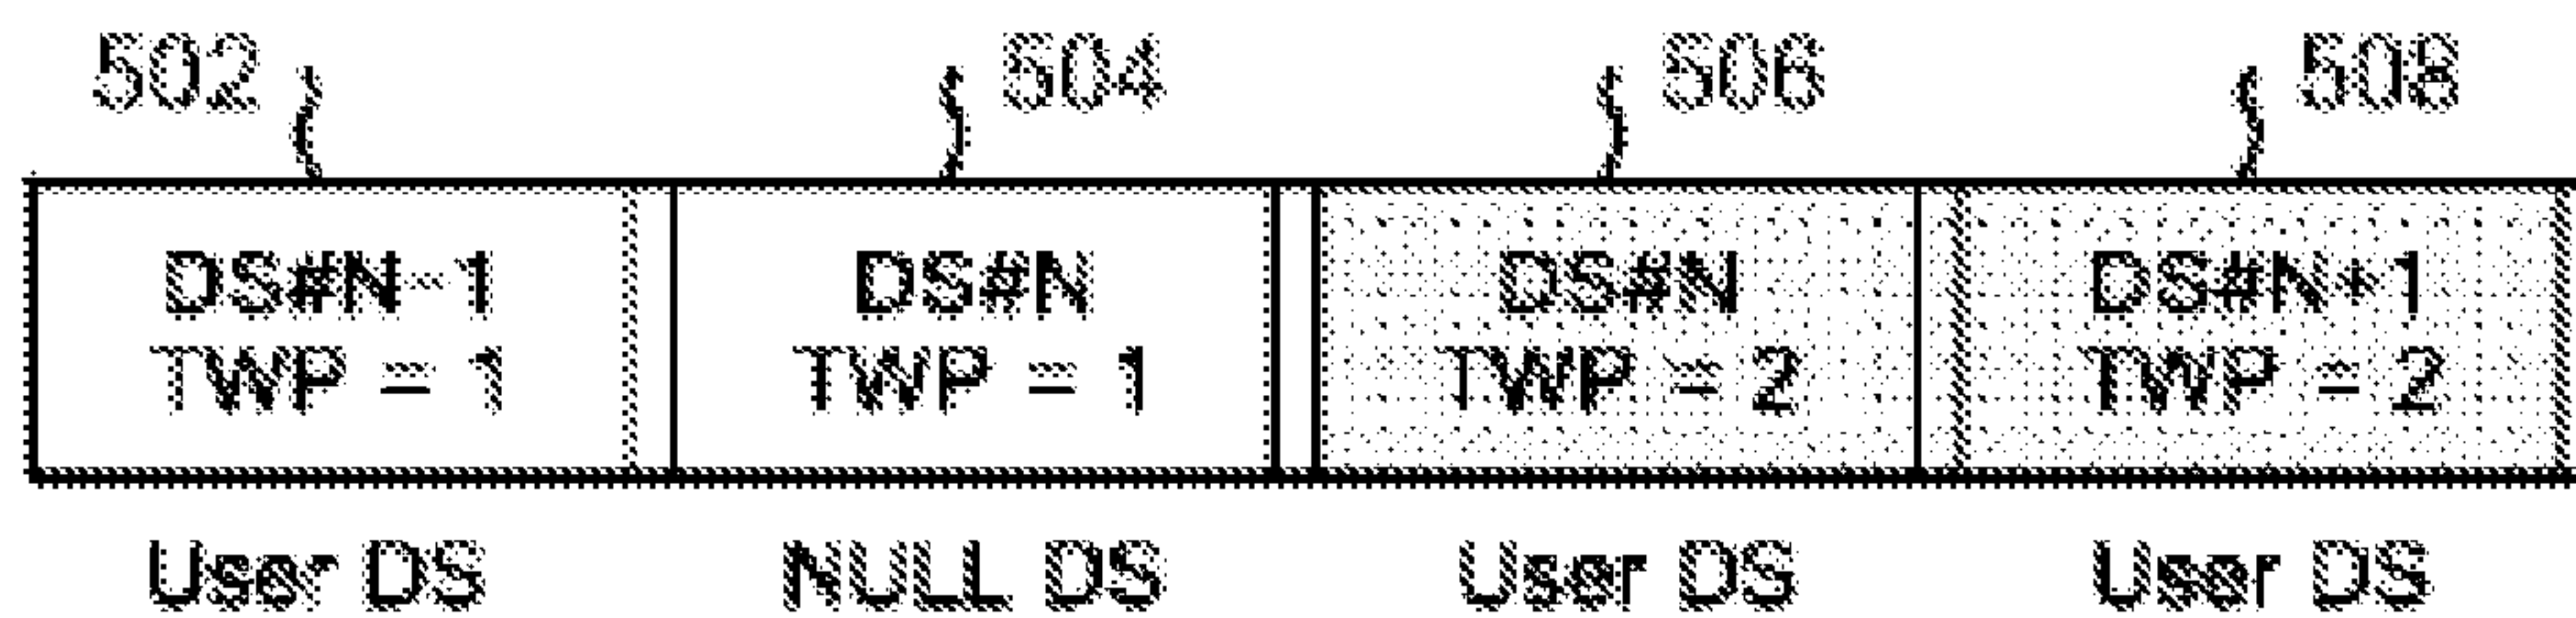 502 504 506 508
DS#N-1 DS#N DS#N DS#N+1
TWP = 1 TWP = 1 TWP = 2 TWP = 2
User DS NULL DS User DS User DS